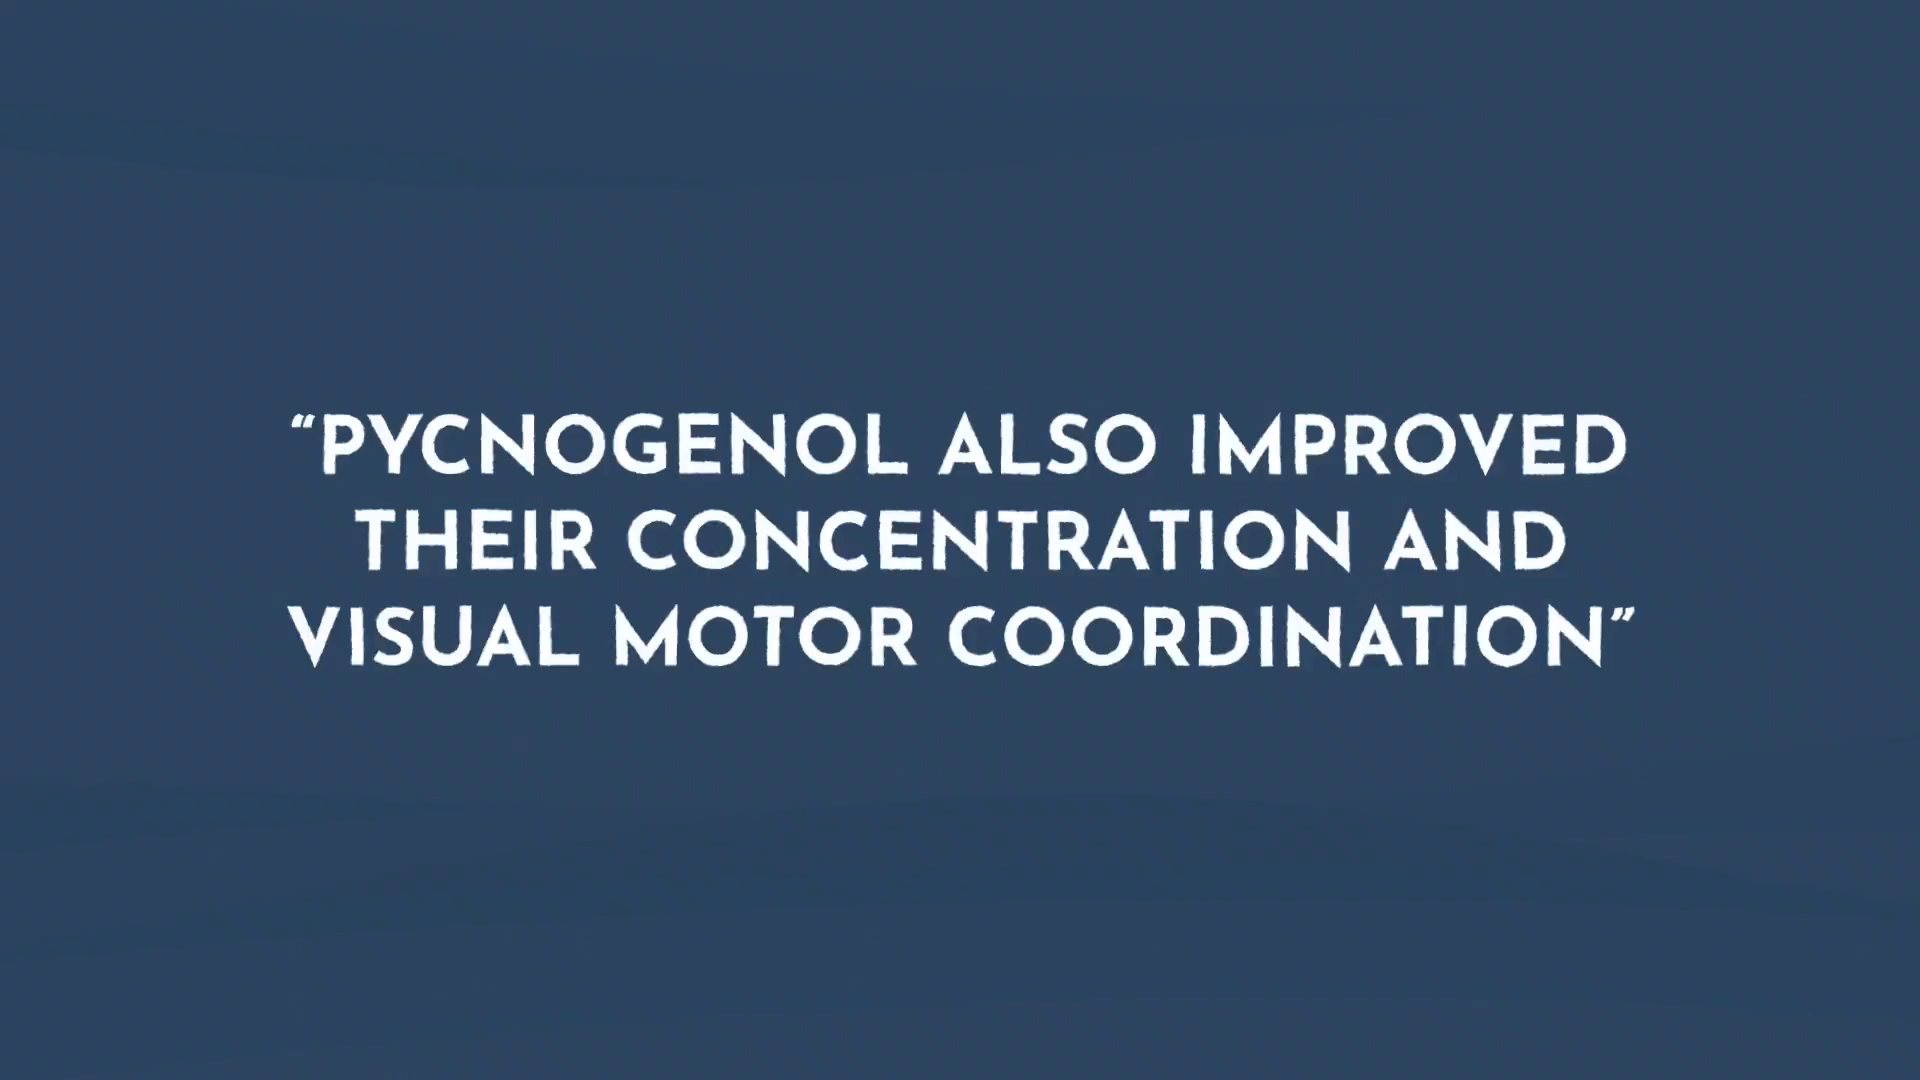 “PYCNOGENOL ALSO IMPROVED
THEIR CONCENTRATION AND
VISUAL MOTOR COORDINATION”